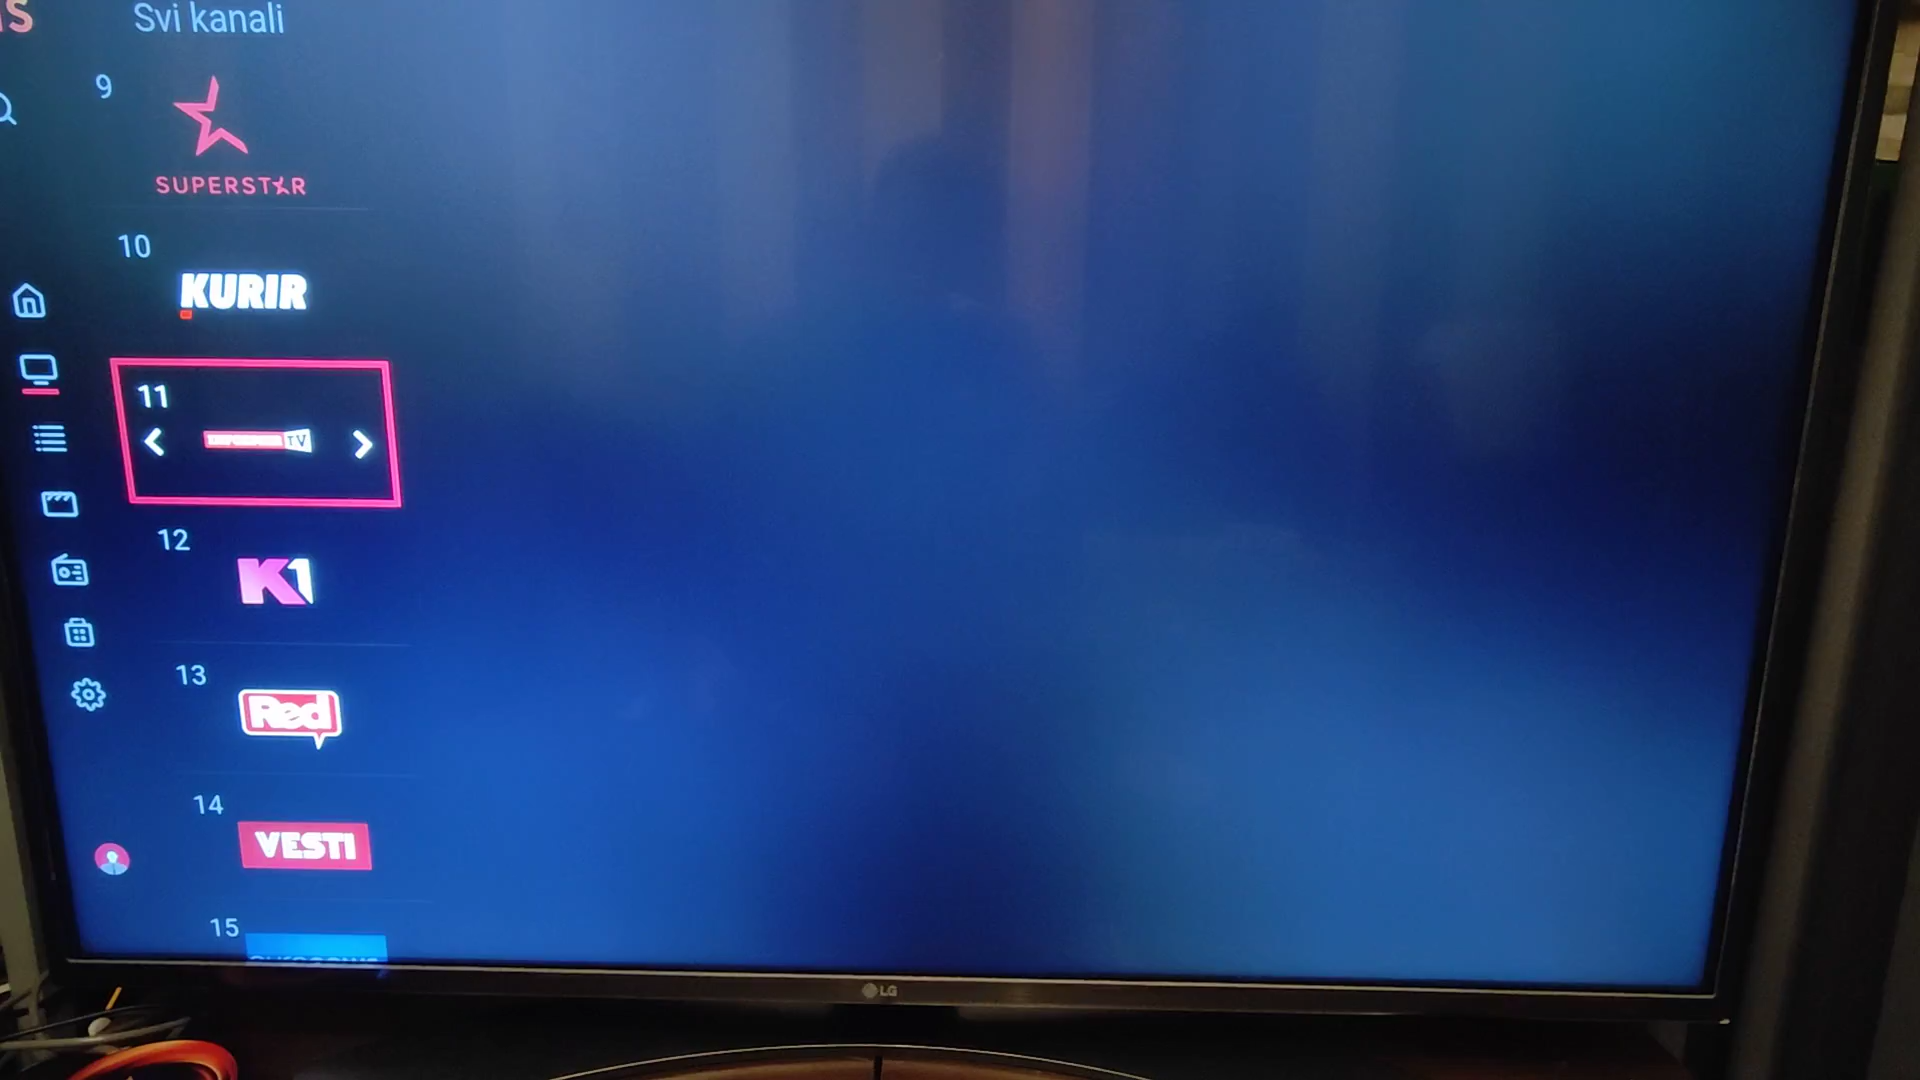 Svi kanali
9
SUPERSTAR
10
KURIR
11
TV
12
K1
13
Red
14
VESTI
15
LG